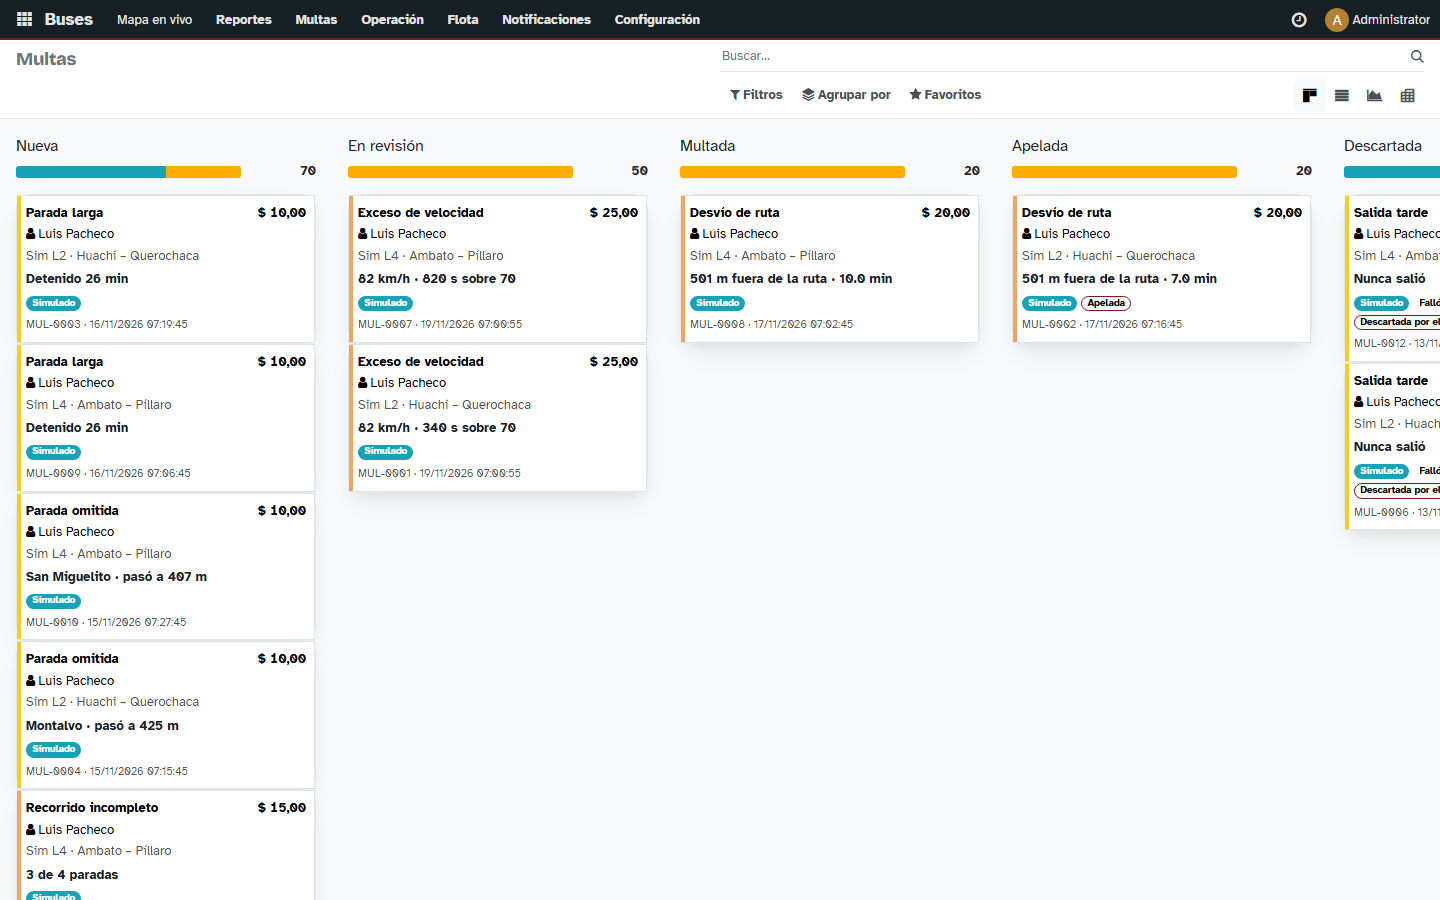 Buses Mapa en vivo Reportes Multas Operación Flota Notificaciones Configuración A Administrator
Multas
Buscar...
Filtros Agrupar por Favoritos
Nueva
70
Parada larga $ 10,00
Luis Pacheco
Sim L2 · Huachi – Querochaca
Detenido 26 min
Simulado
MUL-0003 · 16/11/2026 07:19:45
Parada larga $ 10,00
Luis Pacheco
Sim L4 · Ambato – Píllaro
Detenido 26 min
Simulado
MUL-0009 · 16/11/2026 07:06:45
Parada omitida $ 10,00
Luis Pacheco
Sim L4 · Ambato – Píllaro
San Miguelito · pasó a 407 m
Simulado
MUL-0010 · 15/11/2026 07:27:45
Parada omitida $ 10,00
Luis Pacheco
Sim L2 · Huachi – Querochaca
Montalvo · pasó a 425 m
Simulado
MUL-0004 · 15/11/2026 07:15:45
Recorrido incompleto $ 15,00
Luis Pacheco
Sim L4 · Ambato – Píllaro
3 de 4 paradas
Simulado
En revisión
50
Exceso de velocidad $ 25,00
Luis Pacheco
Sim L4 · Ambato – Píllaro
82 km/h · 820 s sobre 70
Simulado
MUL-0007 · 19/11/2026 07:00:55
Exceso de velocidad $ 25,00
Luis Pacheco
Sim L2 · Huachi – Querochaca
82 km/h · 340 s sobre 70
Simulado
MUL-0001 · 19/11/2026 07:00:55
Multada
20
Desvío de ruta $ 20,00
Luis Pacheco
Sim L4 · Ambato – Píllaro
501 m fuera de la ruta · 10.0 min
Simulado
MUL-0008 · 17/11/2026 07:02:45
Apelada
20
Desvío de ruta $ 20,00
Luis Pacheco
Sim L2 · Huachi – Querochaca
501 m fuera de la ruta · 7.0 min
Simulado Apelada
MUL-0002 · 17/11/2026 07:16:45
Descartada
Salida tarde
Luis Pacheco
Sim L4 · Ambat
Nunca salió
Simulado Falló
Descartada por el
MUL-0012 · 13/11/
Salida tarde
Luis Pacheco
Sim L2 · Huach
Nunca salió
Simulado Falló
Descartada por el
MUL-0006 · 13/11